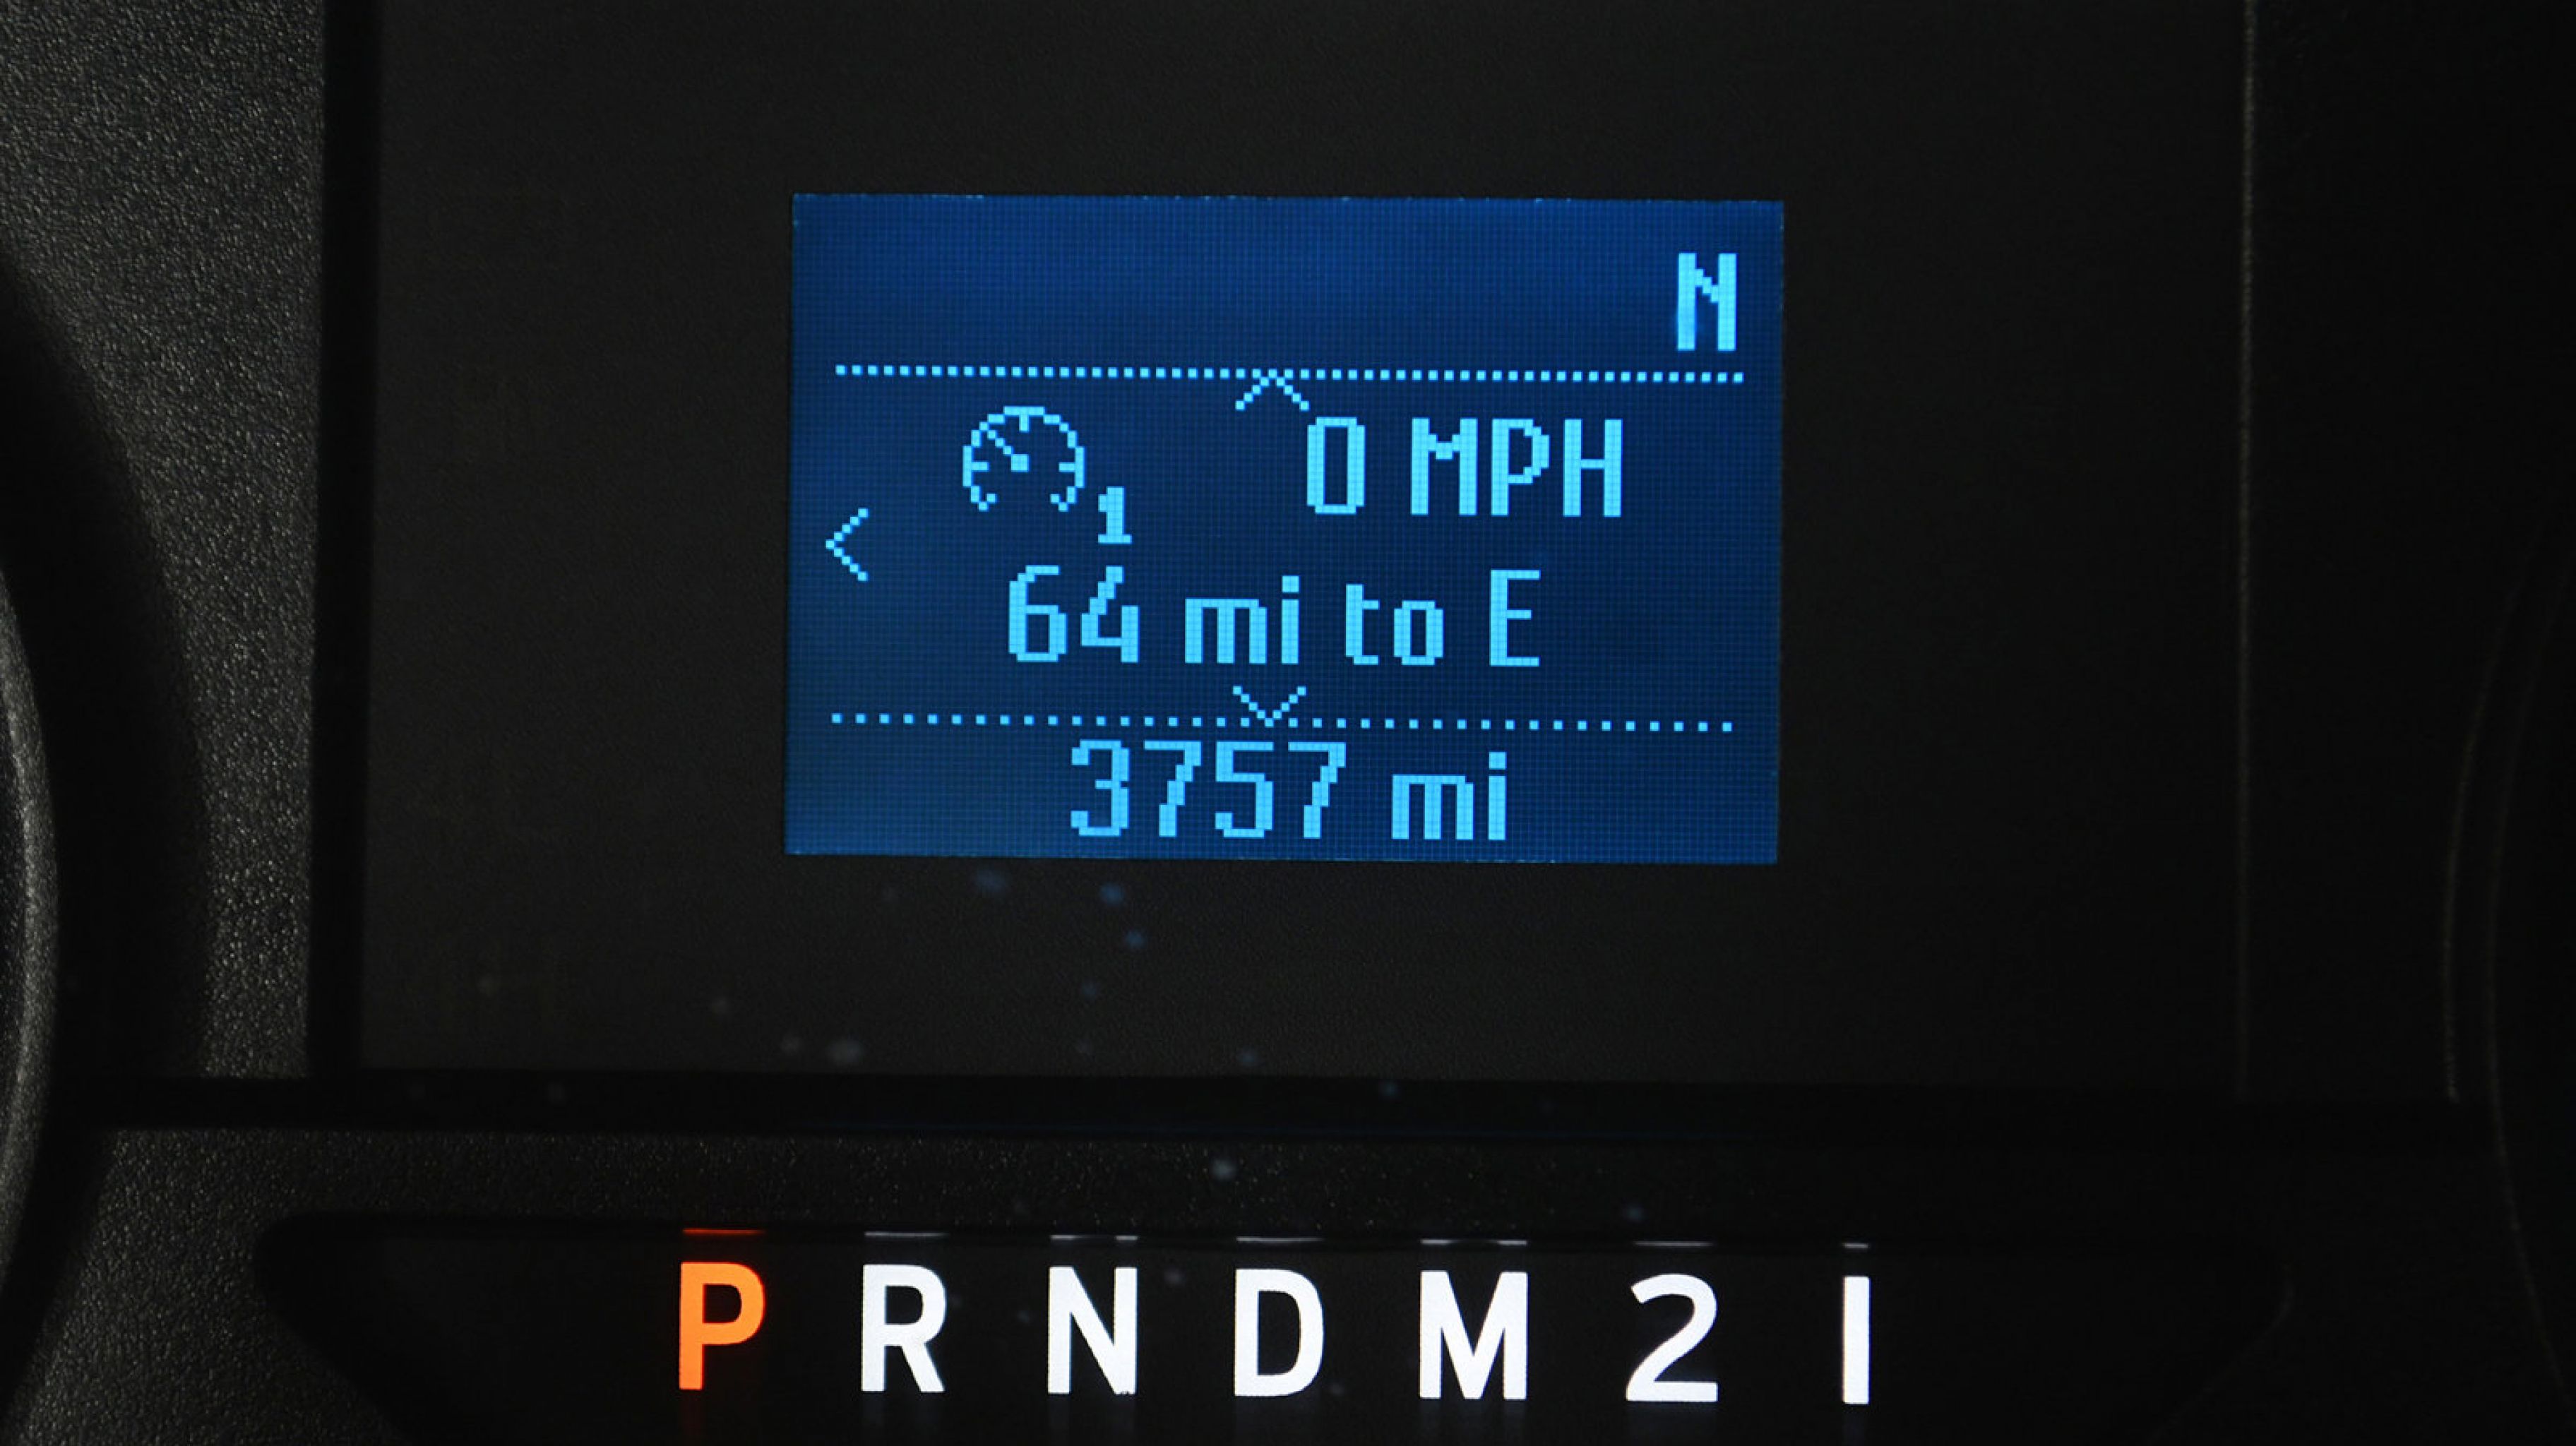 N
0 MPH
1
64 mi to E
3757 mi
P R N D M 2 1